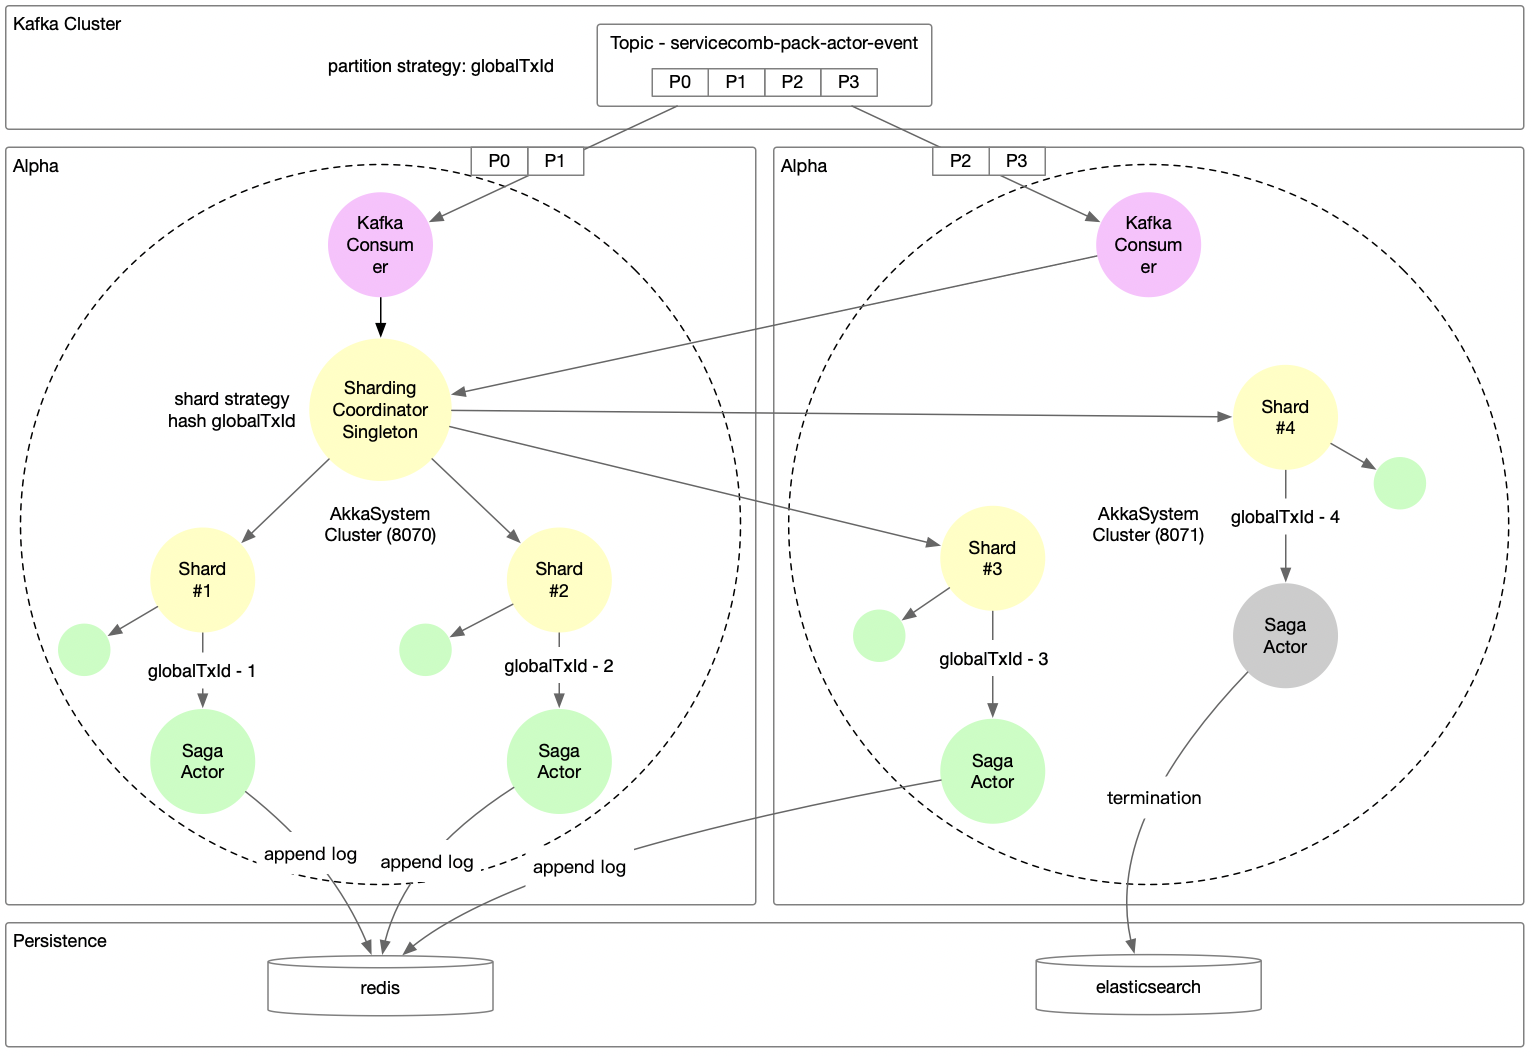 Kafka Cluster
partition strategy: globalTxId
Topic - servicecomb-pack-actor-event
P0 P1 P2 P3
Alpha
P0 P1
Kafka
Consum
er
shard strategy
hash globalTxId
Sharding
Coordinator
Singleton
AkkaSystem
Cluster (8070)
Shard
#1
Shard
#2
globalTxId - 1
globalTxId - 2
Saga
Actor
Saga
Actor
append log
append log
append log
Alpha
P2 P3
Kafka
Consum
er
Shard
#4
AkkaSystem
Cluster (8071)
globalTxId - 4
Shard
#3
globalTxId - 3
Saga
Actor
Saga
Actor
termination
Persistence
redis
elasticsearch